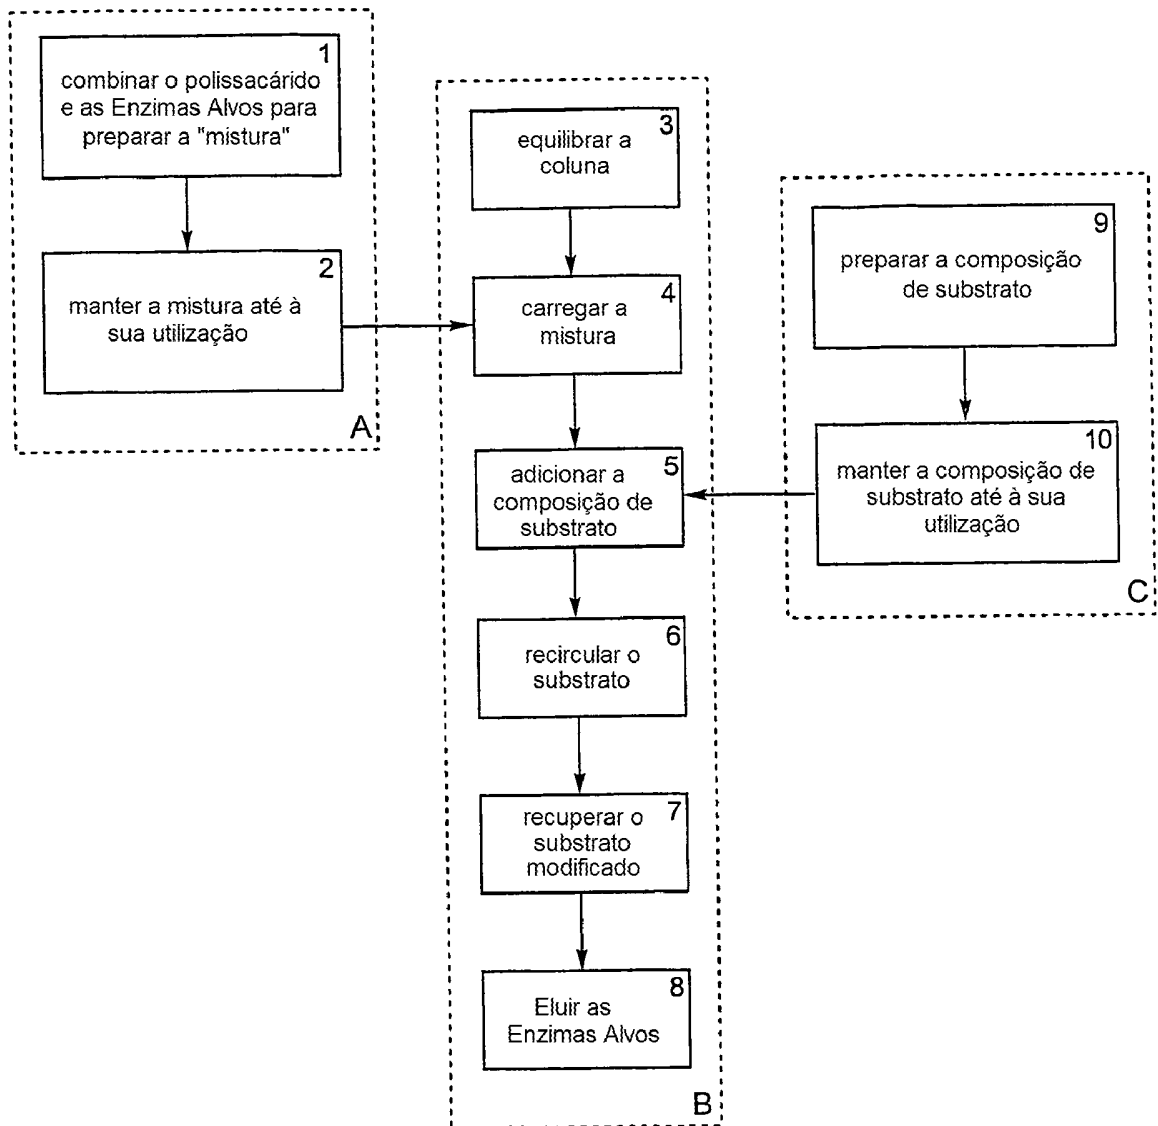 1
combinar o polissacárido
e as Enzimas Alvos para
preparar a "mistura"
2
manter a mistura até à
sua utilização
A
3
equilibrar a
coluna
4
carregar a
mistura
5
adicionar a
composição de
substrato
6
recircular o
substrato
7
recuperar o
substrato
modificado
8
Eluir as
Enzimas Alvos
B
9
preparar a composição
de substrato
10
manter a composição de
substrato até à sua
utilização
C